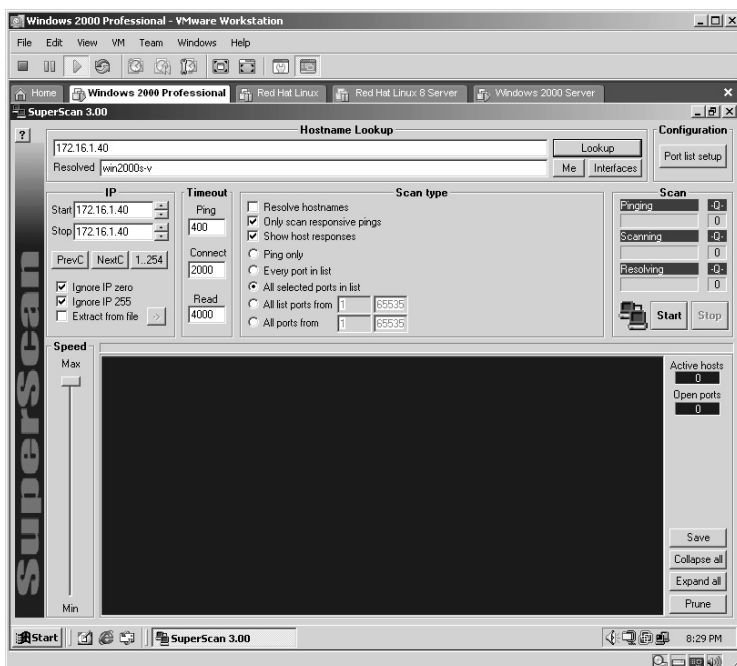 Windows 2000 Professional - VMware Workstation
File Edit View VM Team Windows Help
Home Windows 2000 Professional Red Hat Linux Red Hat Linux 8 Server Windows 2000 Server
SuperScan 3.00
?
Hostname Lookup
172.16.1.40 Lookup
Resolved win2000s-v Me Interfaces
Configuration
Port list setup
IP
Start 172.16.1.40
Stop 172.16.1.40
PrevC NextC 1..254
Ignore IP zero
Ignore IP 255
Extract from file ->
Timeout
Ping
400
Connect
2000
Read
4000
Scan type
Resolve hostnames
Only scan responsive pings
Show host responses
Ping only
Every port in list
All selected ports in list
All list ports from 1 65535
All ports from 1 65535
Scan
Pinging -Q-
0
Scanning -Q-
0
Resolving -Q-
0
Start Stop
SuperScan
Speed
Max
Min
Active hosts
0
Open ports
0
Save
Collapse all
Expand all
Prune
Start SuperScan 3.00 8:29 PM